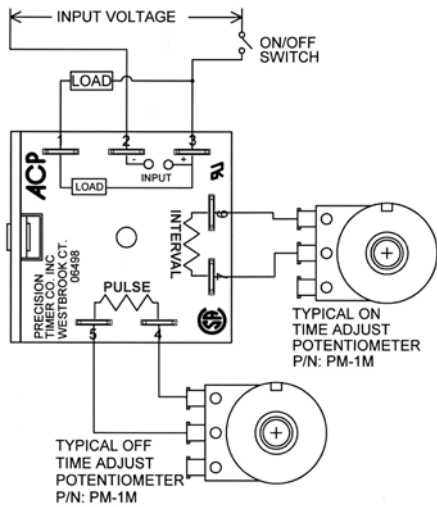 INPUT VOLTAGE
ON/OFF
SWITCH
LOAD
1
2
3
ACP
-
+
INPUT
LOAD
INTERVAL
6
7
PRECISION
TIMER CO. INC
WESTBROOK CT.
06498
PULSE
5
4
TYPICAL ON
TIME ADJUST
POTENTIOMETER
P/N: PM-1M
TYPICAL OFF
TIME ADJUST
POTENTIOMETER
P/N: PM-1M